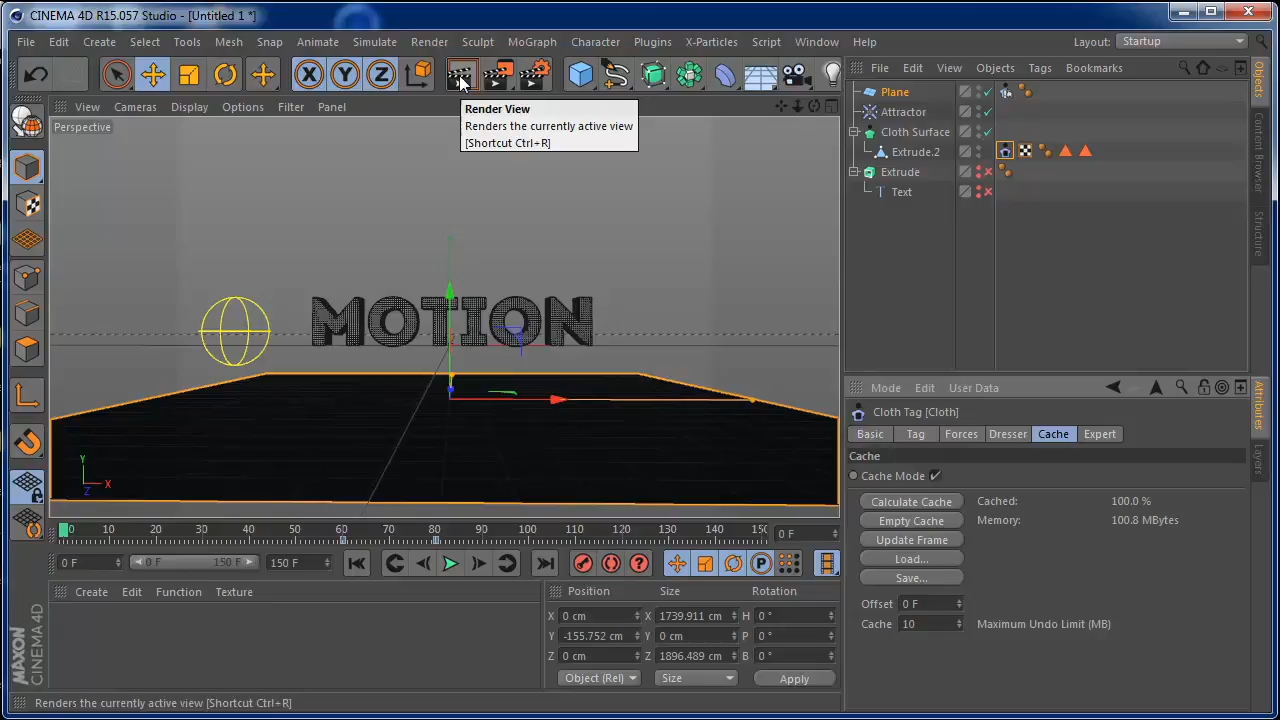 CINEMA 4D R15.057 Studio - [Untitled 1 *]
File Edit Create Select Tools Mesh Snap Animate Simulate Render Sculpt MoGraph Character Plugins X-Particles Script Window Help Layout: Startup
X Y Z
File Edit View Objects Tags Bookmarks
View Cameras Display Options Filter Panel
Perspective
Render View
Renders the currently active view
[Shortcut Ctrl+R]
Plane
Attractor
Cloth Surface
Extrude.2
Extrude
Text
Objects
Content Browser
Structure
MOTION
Y
X
Z
Mode Edit User Data
Cloth Tag [Cloth]
Basic Tag Forces Dresser Cache Expert
Cache
Cache Mode
Calculate Cache Cached: 100.0 %
Empty Cache Memory: 100.8 MBytes
Update Frame
Load...
Save...
Offset 0 F
Cache 10 Maximum Undo Limit (MB)
Attributes
Layers
0 10 20 30 40 50 60 70 80 90 100 110 120 130 140 150 0 F
0 F 0 F 150 F 150 F
P
Create Edit Function Texture
Position Size Rotation
X 0 cm X 1739.911 cm H 0 °
Y -155.752 cm Y 0 cm P 0 °
Z 0 cm Z 1896.489 cm B 0 °
Object (Rel) Size Apply
MAXON
CINEMA 4D
Renders the currently active view [Shortcut Ctrl+R]